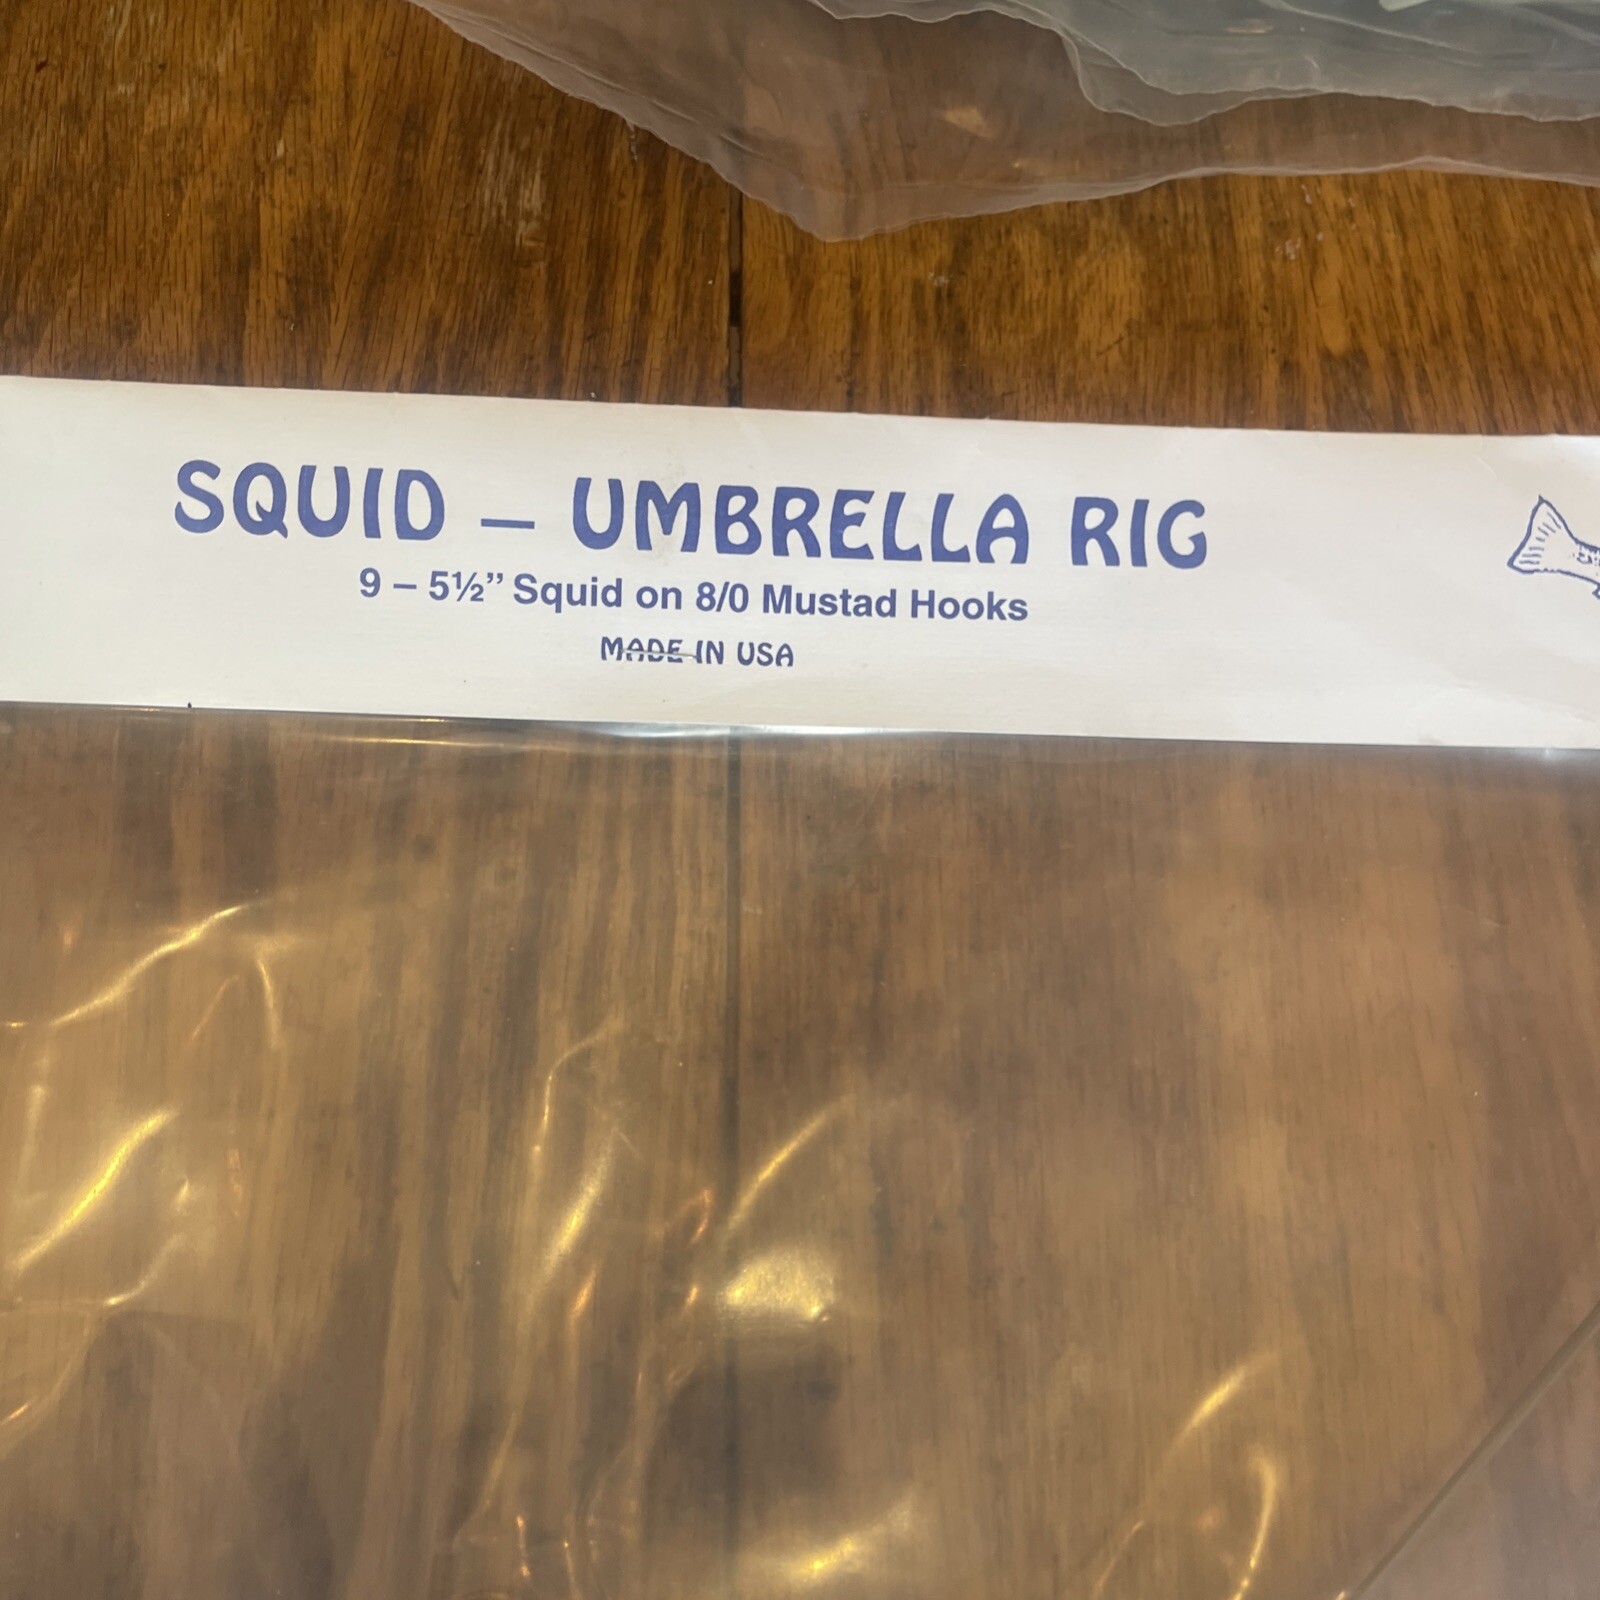 SQUID – UMBRELLA RIG
9 – 5½” Squid on 8/0 Mustad Hooks
MADE IN USA